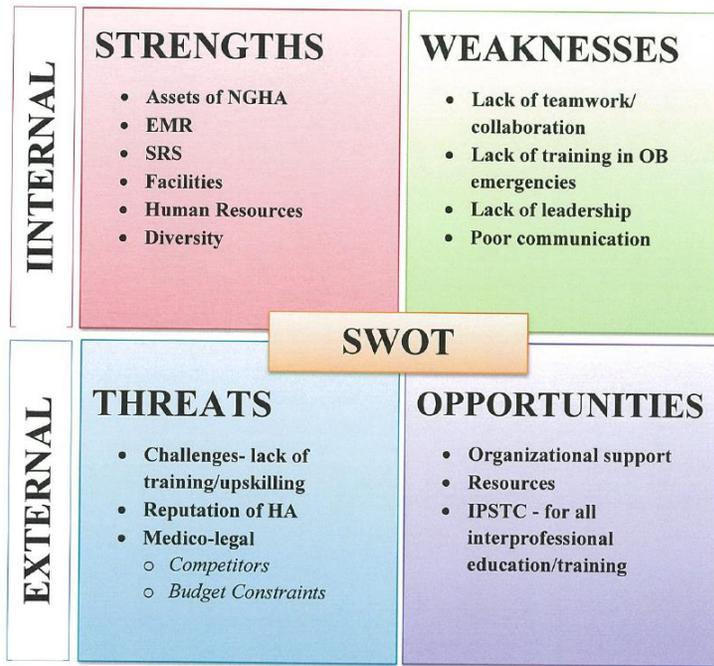 IINTERNAL
STRENGTHS
• Assets of NGHA
• EMR
• SRS
• Facilities
• Human Resources
• Diversity
WEAKNESSES
• Lack of teamwork/
collaboration
• Lack of training in OB
emergencies
• Lack of leadership
• Poor communication
SWOT
EXTERNAL
THREATS
• Challenges- lack of
training/upskilling
• Reputation of HA
• Medico-legal
o Competitors
o Budget Constraints
OPPORTUNITIES
• Organizational support
• Resources
• IPSTC - for all
interprofessional
education/training